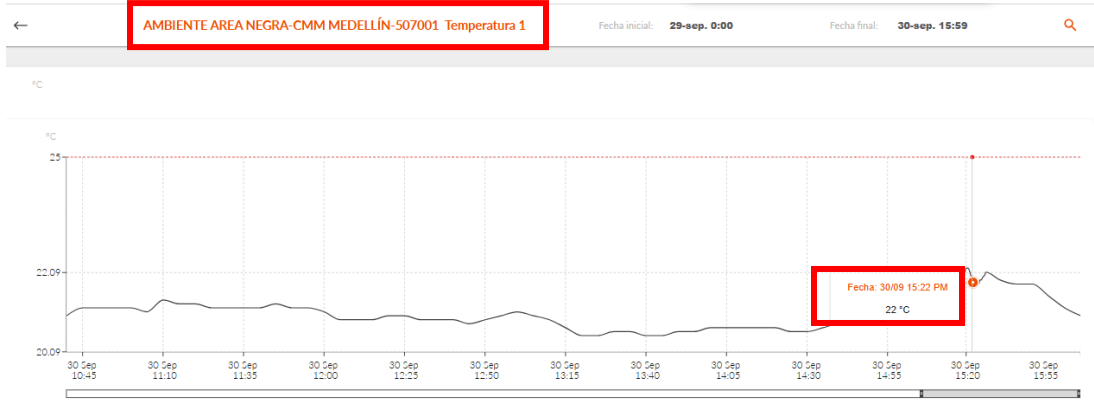 ← AMBIENTE AREA NEGRA-CMM MEDELLÍN-507001 Temperatura 1 Fecha inicial: 29-sep. 0:00 Fecha final: 30-sep. 15:59
°C
°C
25
22.09
Fecha: 30/09 15:22 PM
22 °C
20.09
30 Sep 30 Sep 30 Sep 30 Sep 30 Sep 30 Sep 30 Sep 30 Sep 30 Sep 30 Sep 30 Sep 30 Sep 30 Sep
10:45 11:10 11:35 12:00 12:25 12:50 13:15 13:40 14:05 14:30 14:55 15:20 15:55